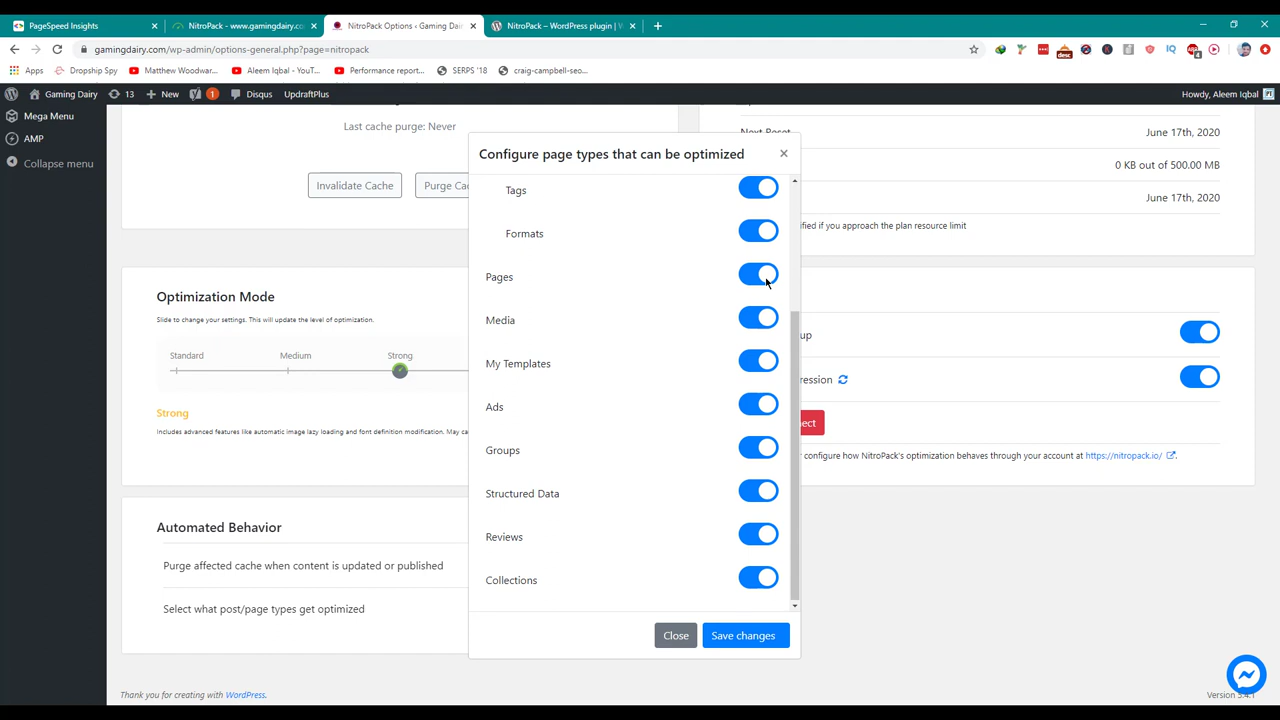 PageSpeed Insights
NitroPack - www.gamingdairy.co
NitroPack Options ‹ Gaming Dai
NitroPack – WordPress plugin | W
gamingdairy.com/wp-admin/options-general.php?page=nitropack
Apps
Dropship Spy
Matthew Woodwar...
Aleem Iqbal - YouT...
Performance report...
SERPS '18
craig-campbell-seo...
Gaming Dairy
13
New
1
Disqus
UpdraftPlus
Howdy, Aleem Iqbal
Mega Menu
AMP
Collapse menu
Last cache purge: Never
Invalidate Cache
Purge Ca
Next Reset
June 17th, 2020
0 KB out of 500.00 MB
June 17th, 2020
ified if you approach the plan resource limit
Configure page types that can be optimized
Tags
Formats
Pages
Media
My Templates
Ads
Groups
Structured Data
Reviews
Collections
Close
Save changes
Optimization Mode
Slide to change your settings. This will update the level of optimization.
Standard
Medium
Strong
Strong
Includes advanced features like automatic image lazy loading and font definition modification. May ca
up
ression
nect
r configure how NitroPack's optimization behaves through your account at https://nitropack.io/ .
Automated Behavior
Purge affected cache when content is updated or published
Select what post/page types get optimized
Thank you for creating with WordPress.
Version 5.4.1